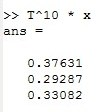 >> T^10 * x
ans =
0.37631
0.29287
0.33082